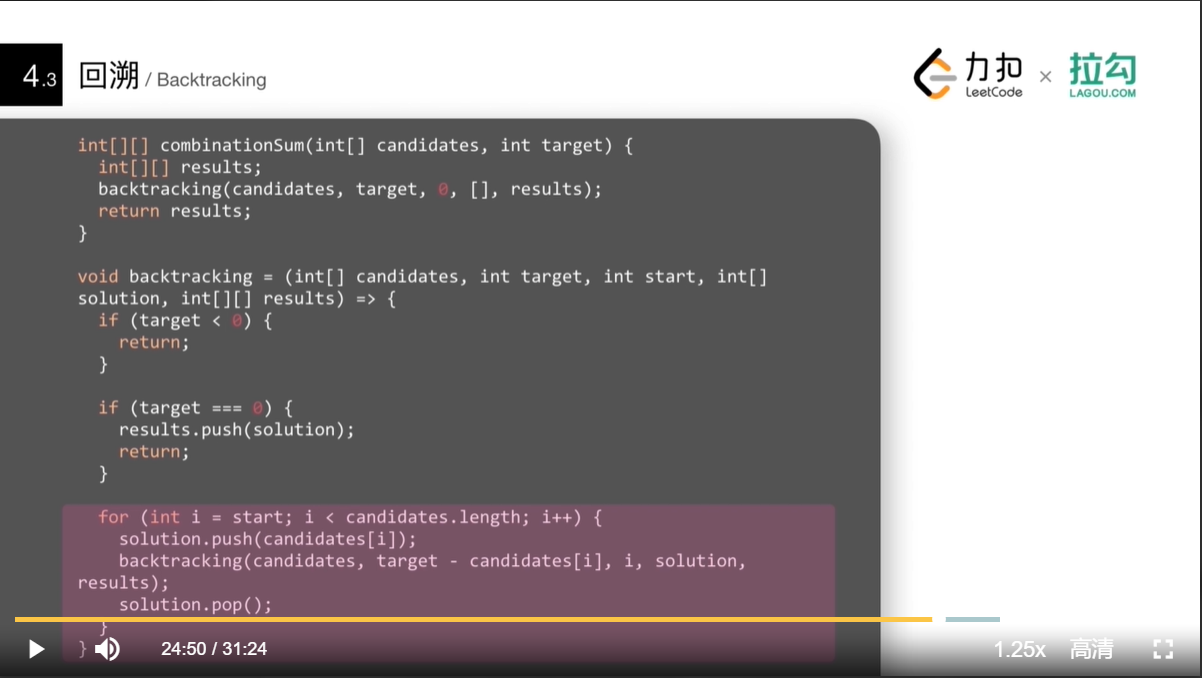 4.3 回溯 / Backtracking
力扣 LeetCode × 拉勾 LAGOU.COM
int[][] combinationSum(int[] candidates, int target) {
int[][] results;
backtracking(candidates, target, 0, [], results);
return results;
}
void backtracking = (int[] candidates, int target, int start, int[]
solution, int[][] results) => {
if (target < 0) {
return;
}
if (target === 0) {
results.push(solution);
return;
}
for (int i = start; i < candidates.length; i++) {
solution.push(candidates[i]);
backtracking(candidates, target - candidates[i], i, solution,
results);
solution.pop();
}
}
24:50 / 31:24
1.25x 高清